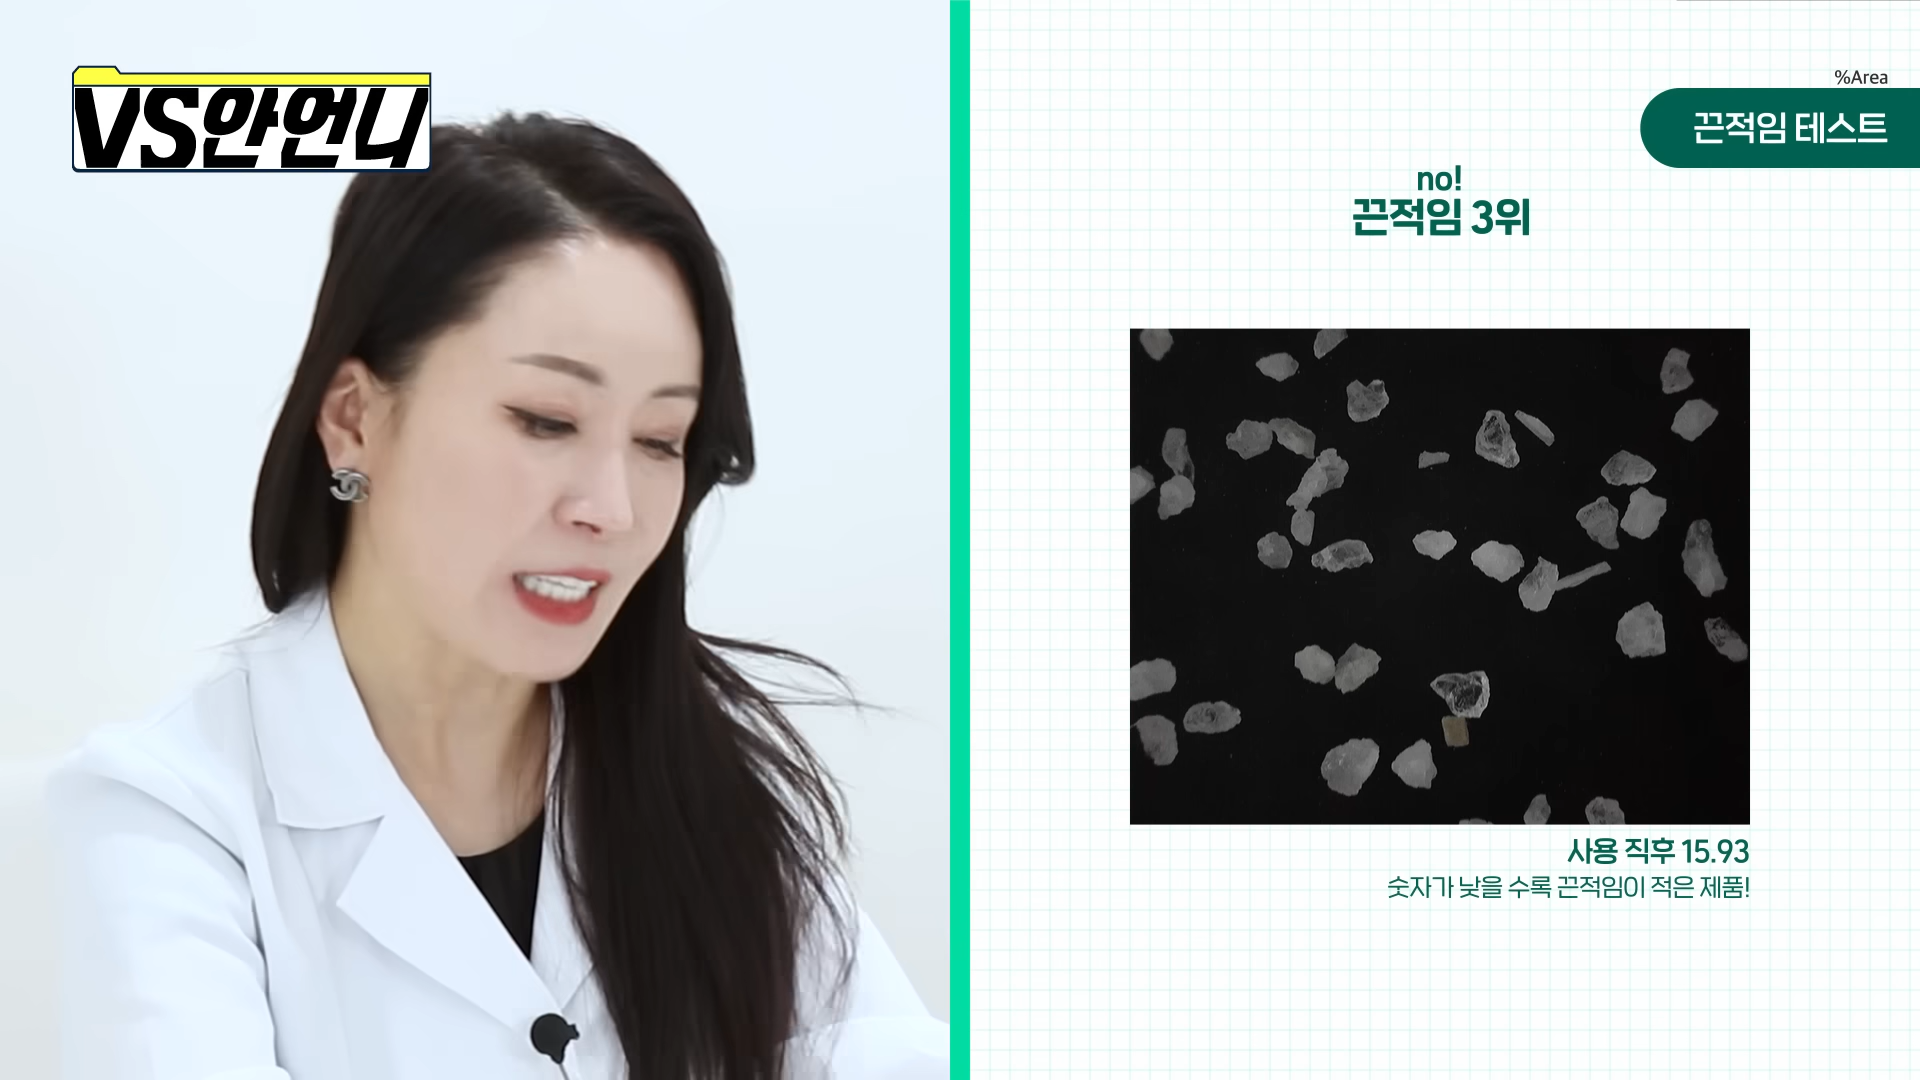 VS안언니
%Area
끈적임 테스트
no!
끈적임 3위
사용 직후 15.93
숫자가 낮을 수록 끈적임이 적은 제품!